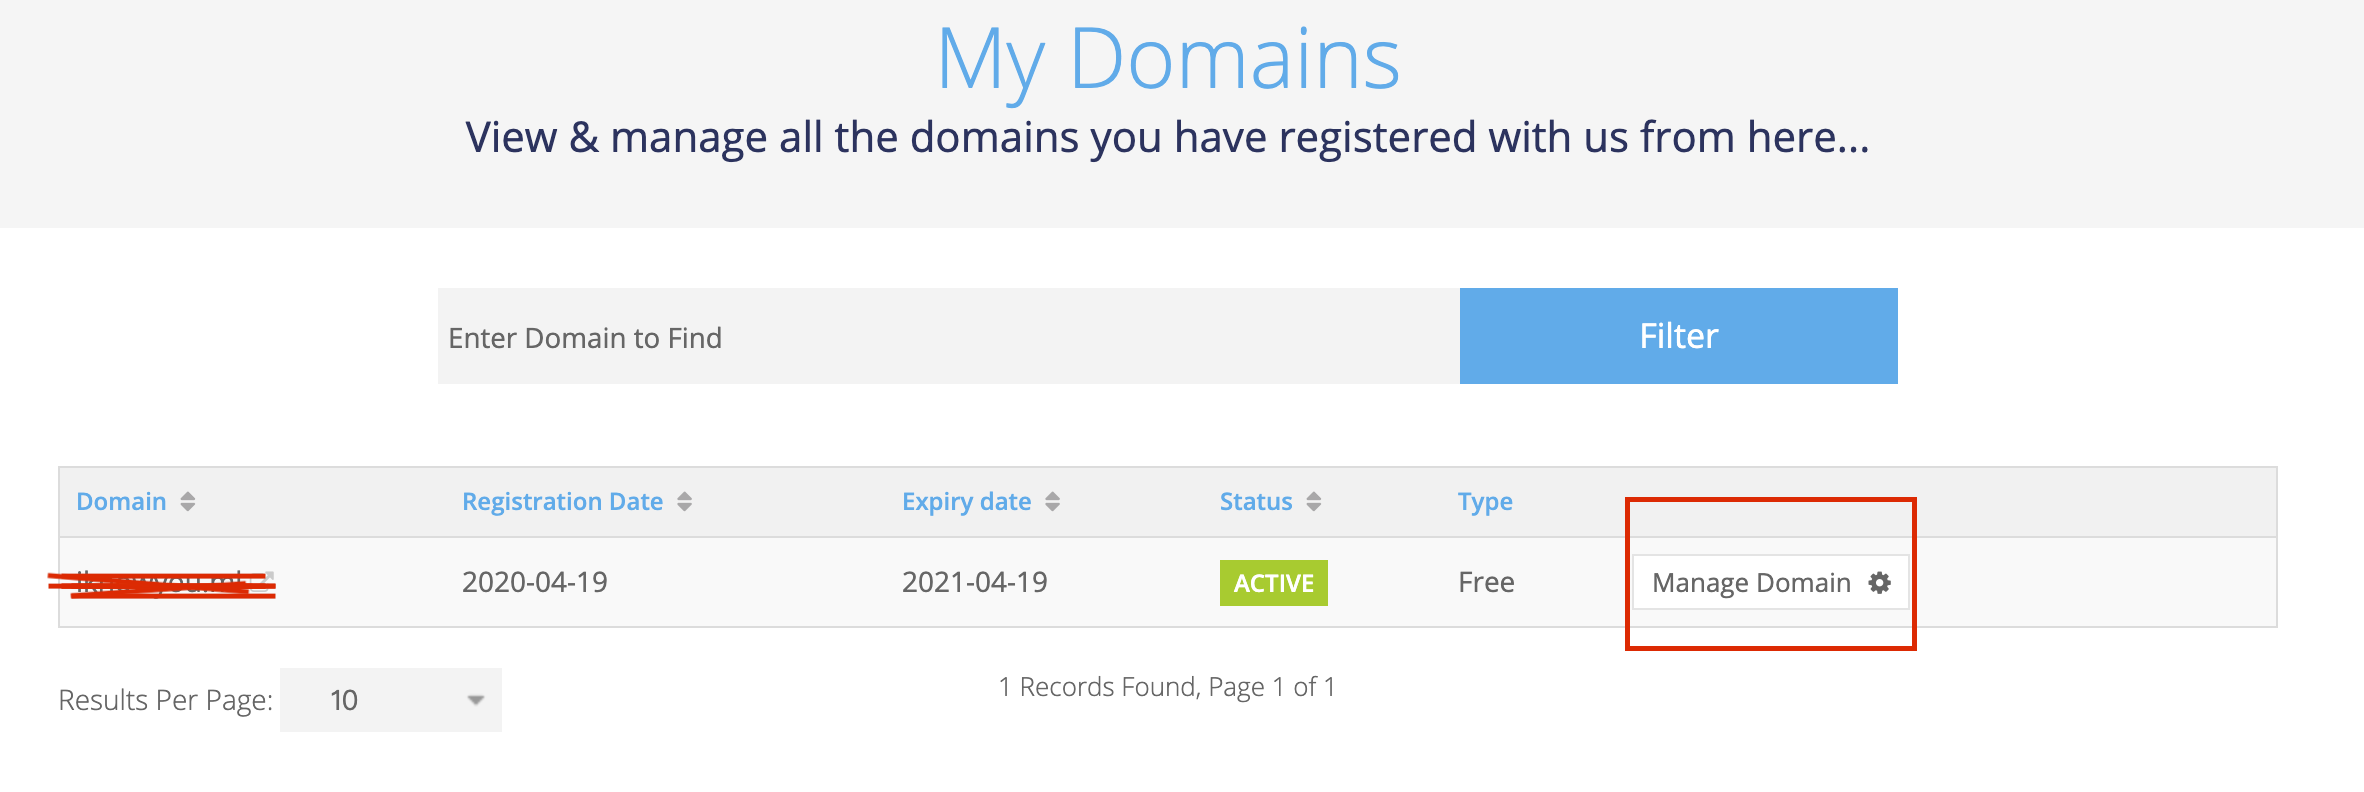 My Domains
View & manage all the domains you have registered with us from here...
Enter Domain to Find
Filter
Domain Registration Date Expiry date Status Type
2020-04-19 2021-04-19 ACTIVE Free Manage Domain
Results Per Page: 10
1 Records Found, Page 1 of 1